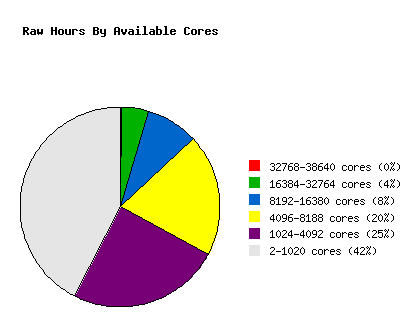 Raw Hours By Available Cores
32768-38640 cores (0%)
16384-32764 cores (4%)
8192-16380 cores (8%)
4096-8188 cores (20%)
1024-4092 cores (25%)
2-1020 cores (42%)